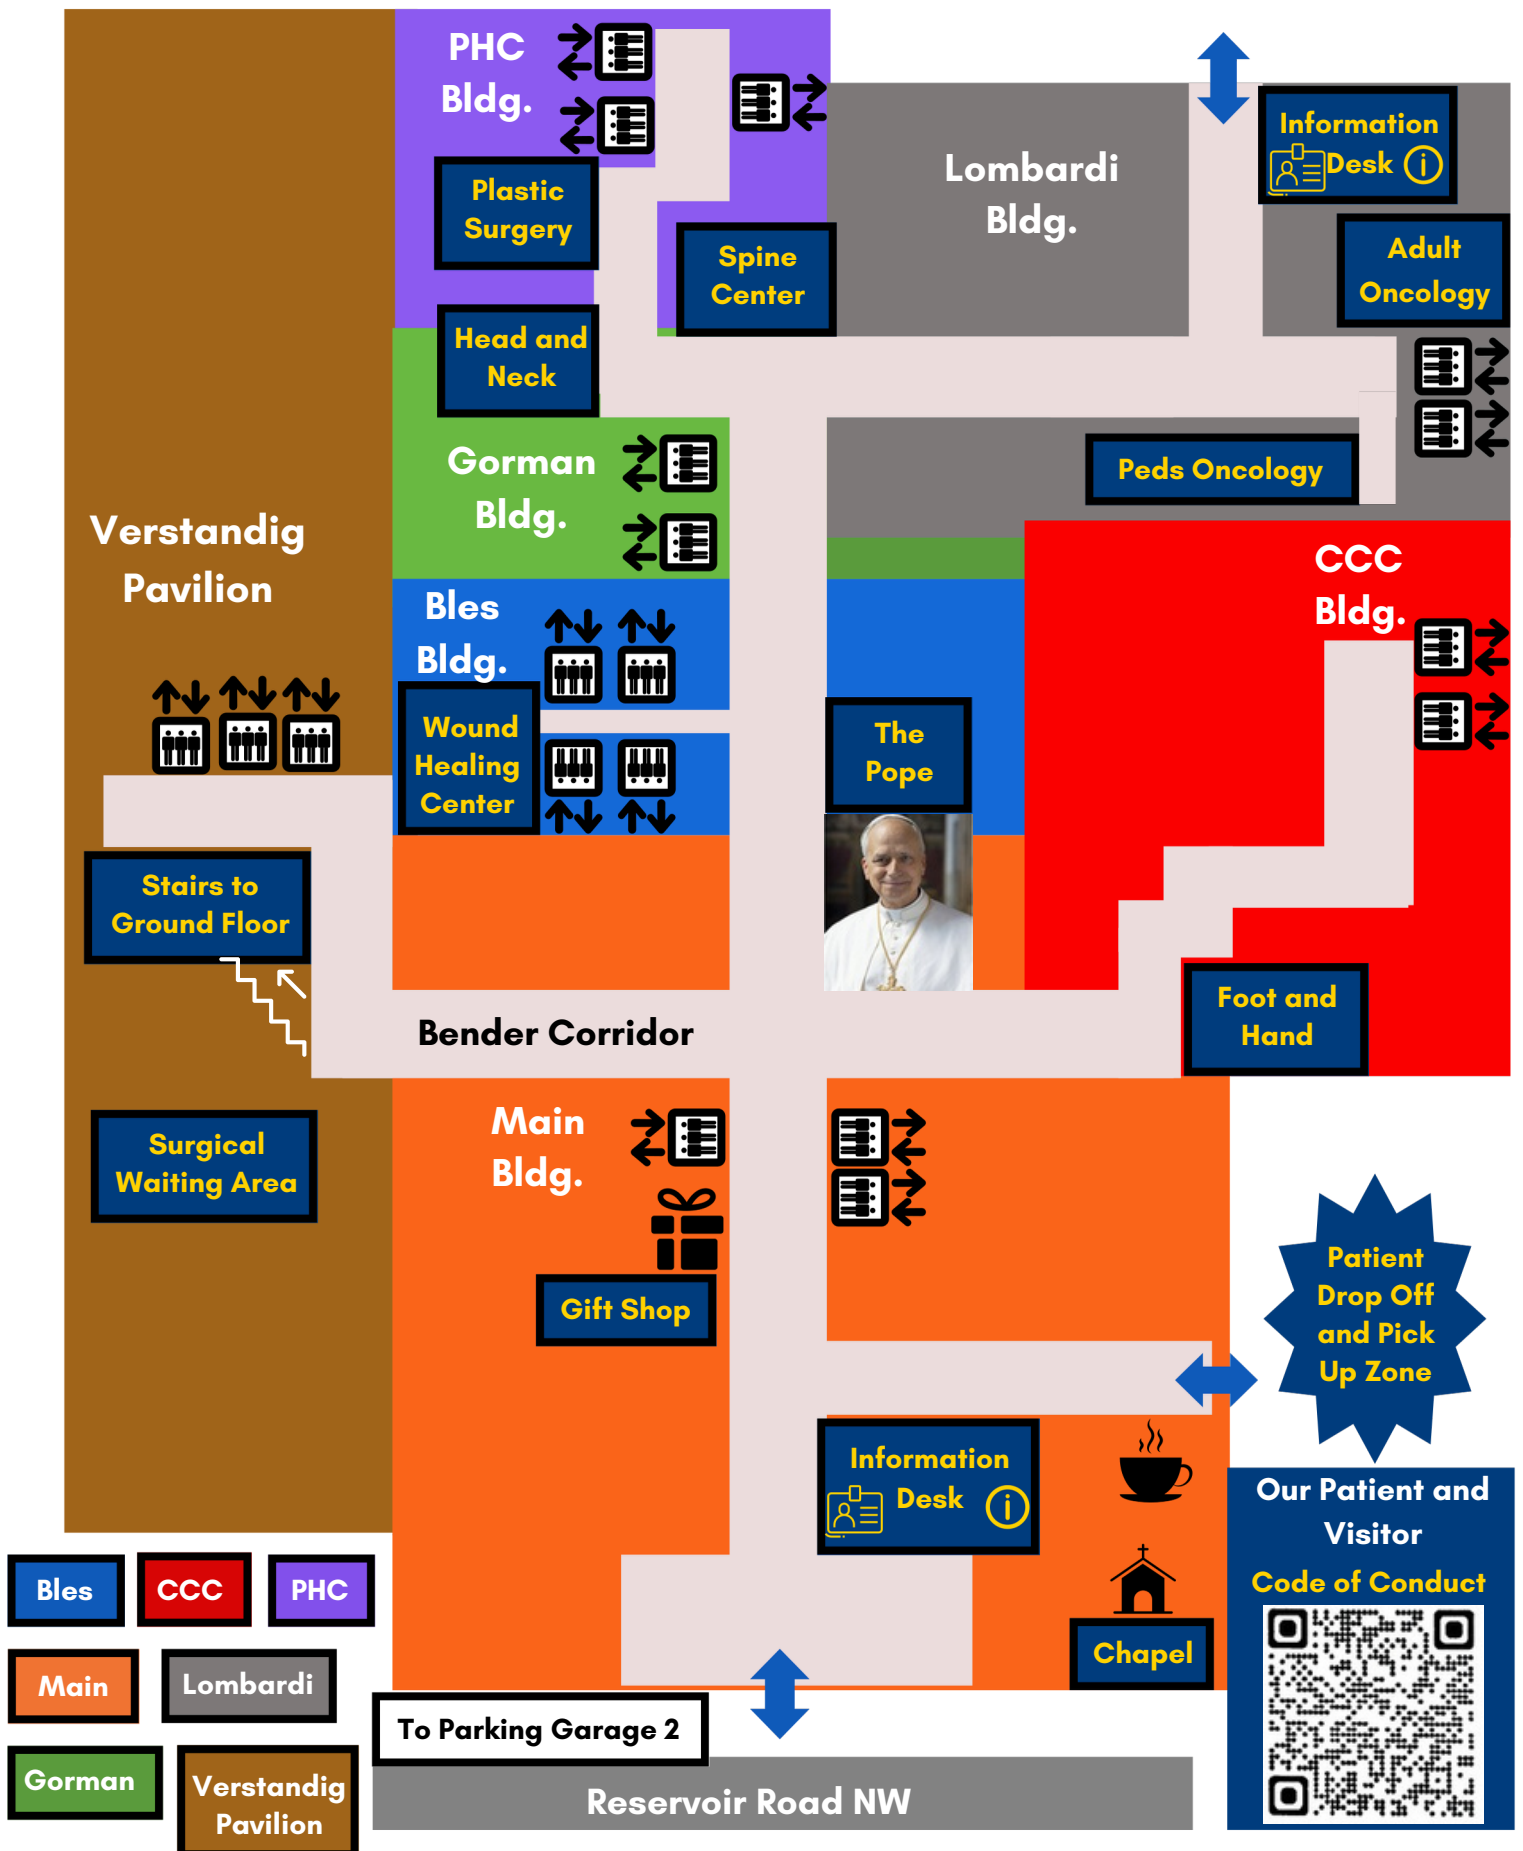 PHC
Bldg.
Information
Desk
Lombardi
Bldg.
Plastic
Surgery
Spine
Center
Adult
Oncology
Head and
Neck
Gorman
Bldg.
Peds Oncology
Verstandig
Pavilion
CCC
Bldg.
Bles
Bldg.
Wound
Healing
Center
The
Pope
Stairs to
Ground Floor
Foot and
Hand
Bender Corridor
Main
Bldg.
Surgical
Waiting Area
Gift Shop
Patient
Drop Off
and Pick
Up Zone
Information
Desk
Our Patient and
Visitor
Code of Conduct
Chapel
Bles
CCC
PHC
Main
Lombardi
To Parking Garage 2
Gorman
Verstandig
Pavilion
Reservoir Road NW